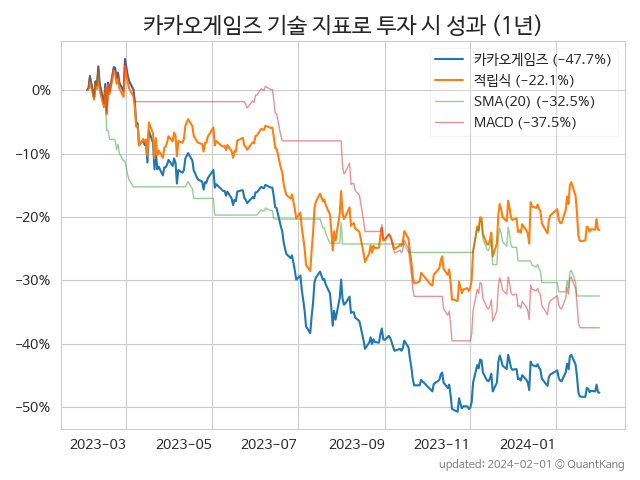 카카오게임즈 기술 지표로 투자 시 성과 (1년)
카카오게임즈 (−47.7%)
적립식 (−22.1%)
SMA(20) (−32.5%)
MACD (−37.5%)
0%
−10%
−20%
−30%
−40%
−50%
2023-03
2023-05
2023-07
2023-09
2023-11
2024-01
updated: 2024-02-01 © QuantKang